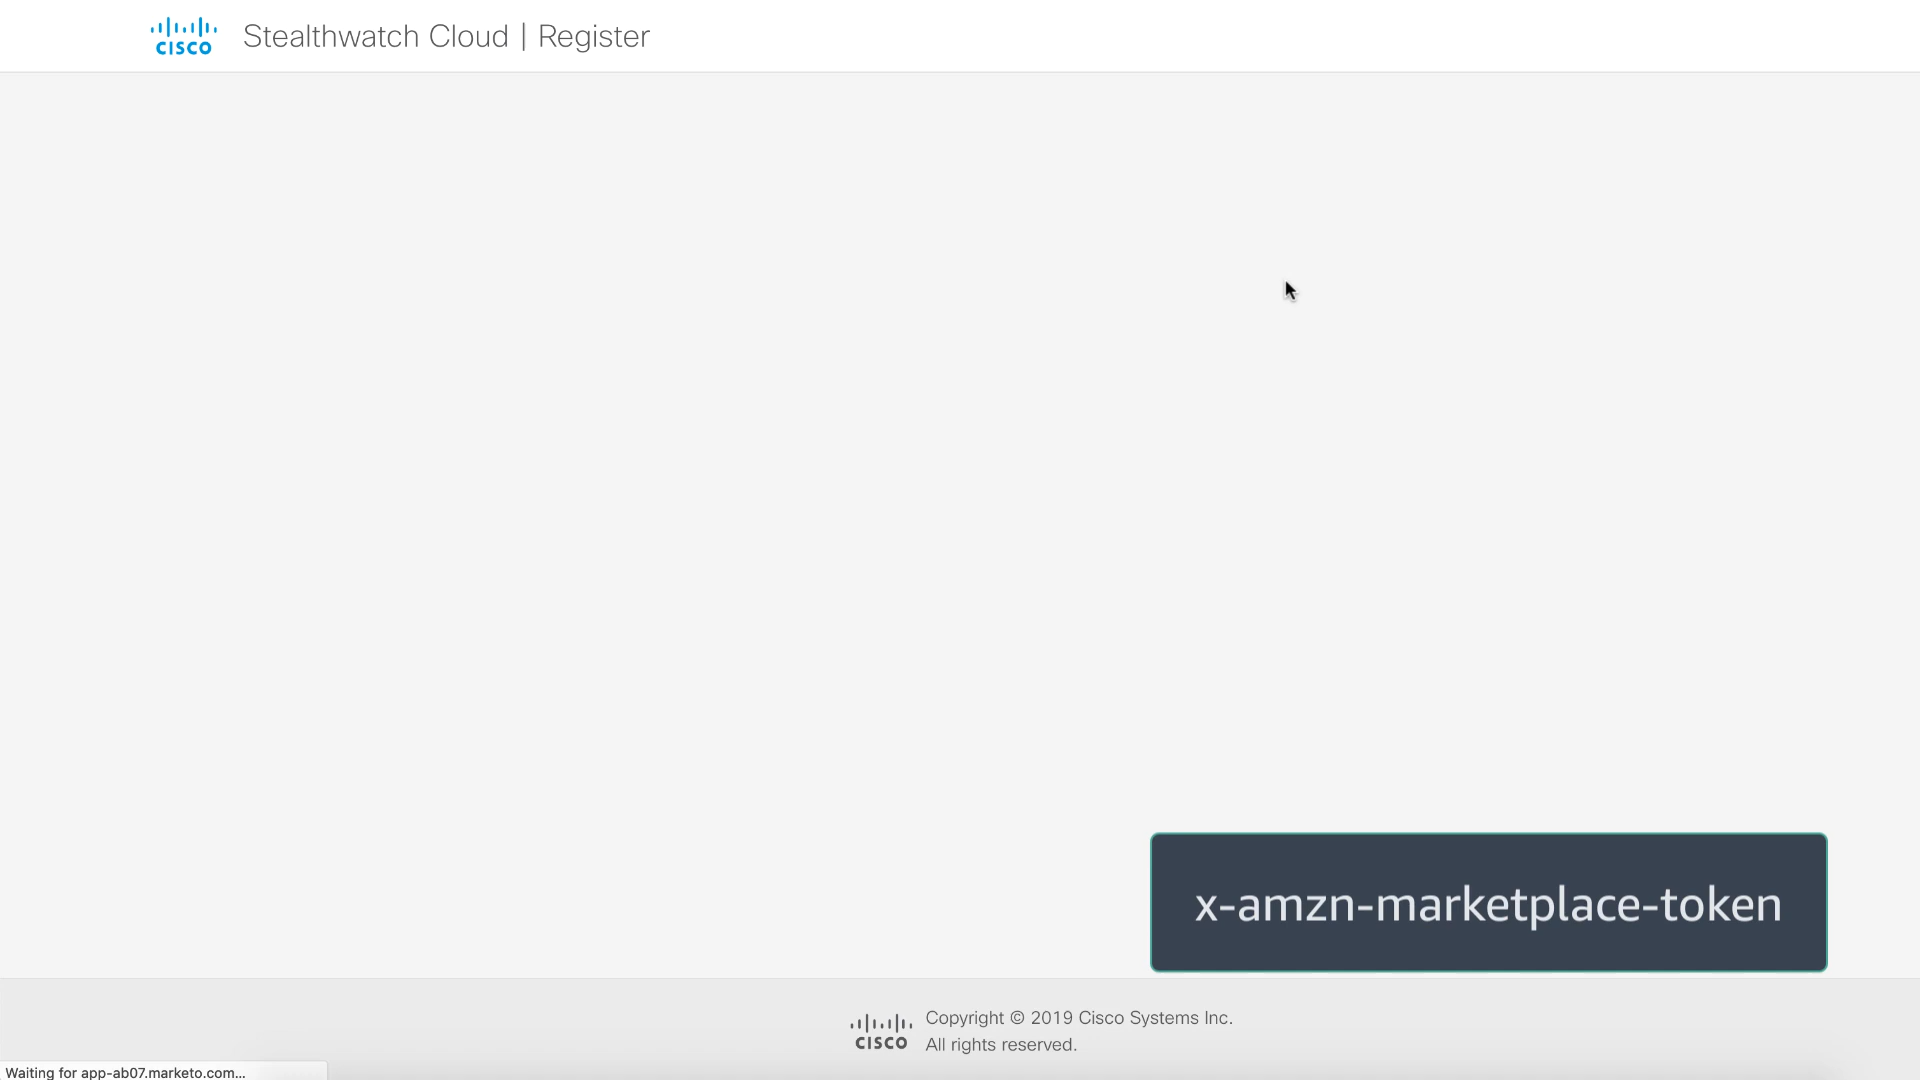 CISCO
Stealthwatch Cloud | Register
x-amzn-marketplace-token
CISCO
Copyright © 2019 Cisco Systems Inc.
All rights reserved.
Waiting for app-ab07.marketo.com...